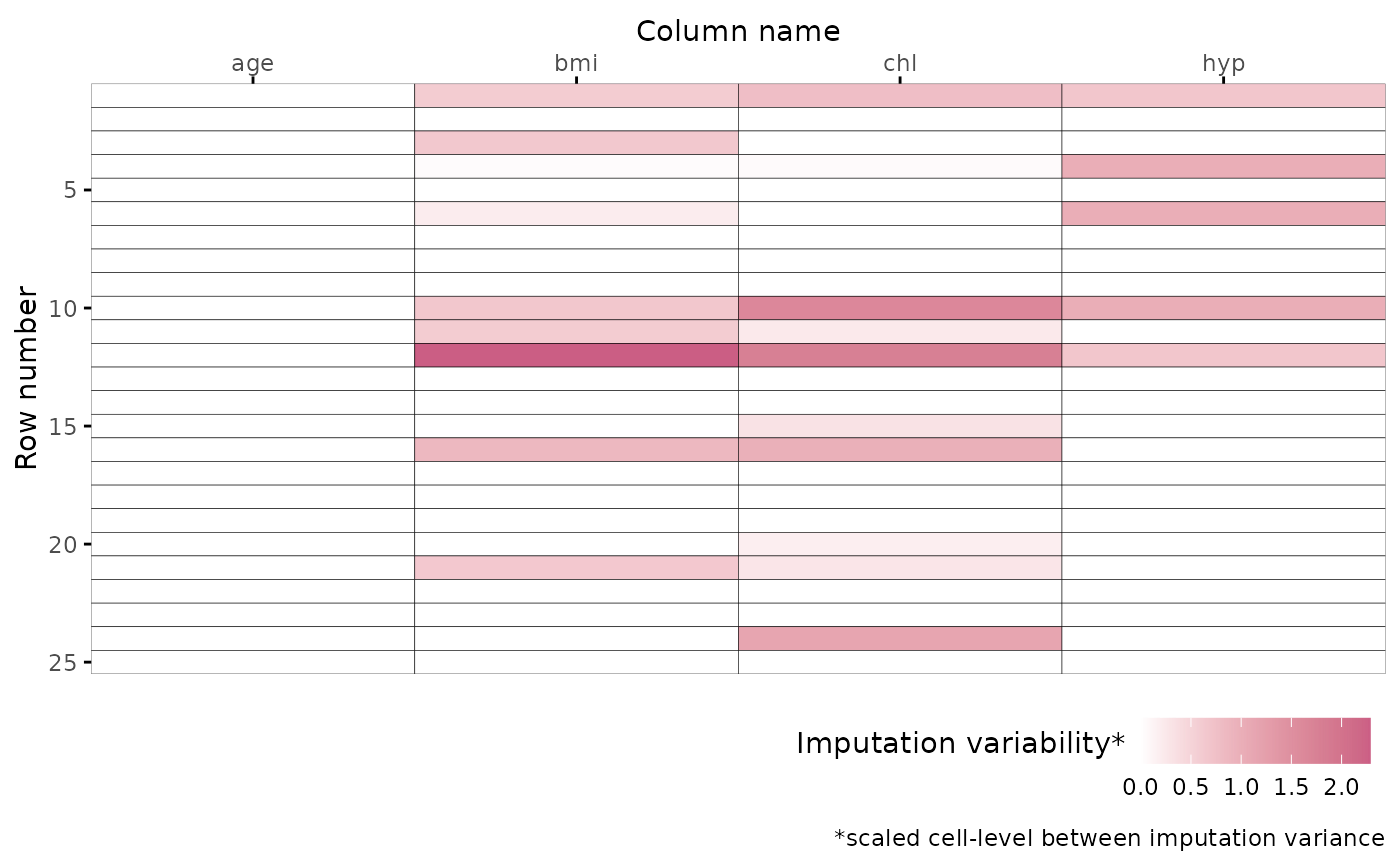 Column name
age bmi chl hyp
Row number
5
10
15
20
25
Imputation variability*
0.0 0.5 1.0 1.5 2.0
*scaled cell-level between imputation variance